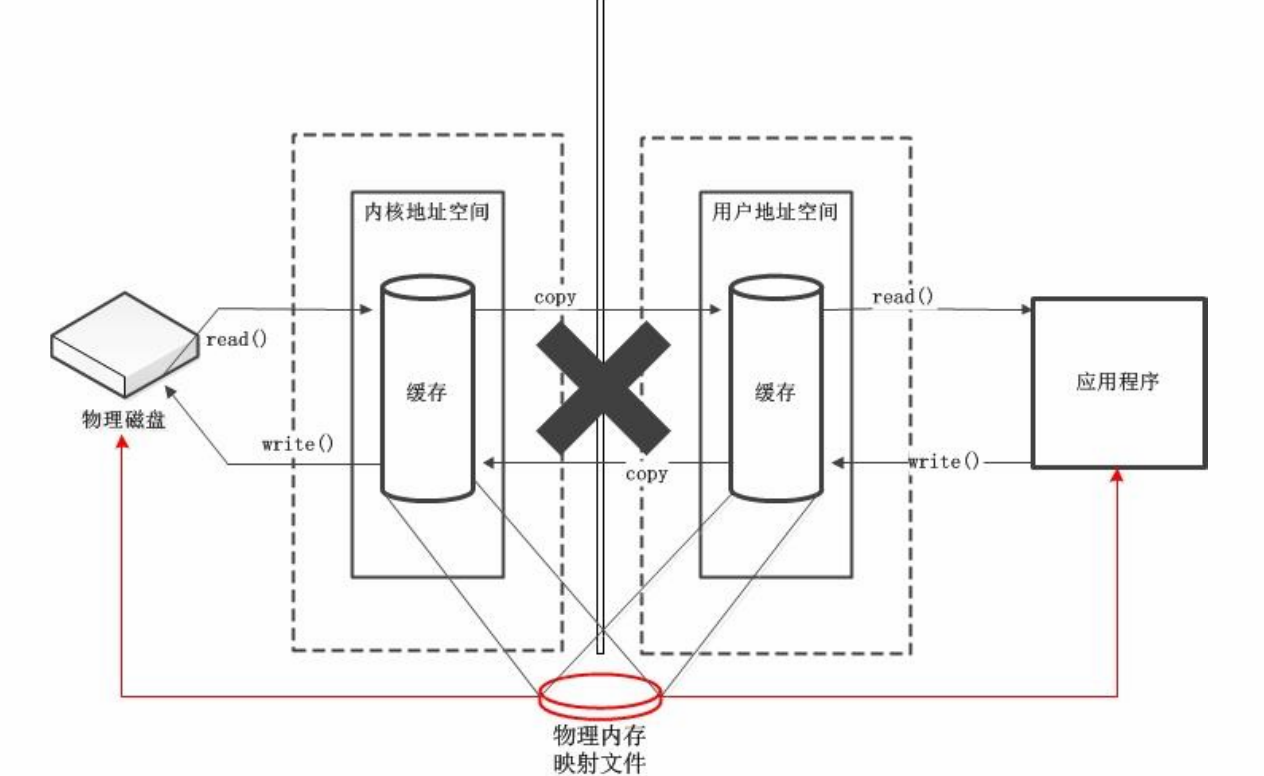 内核地址空间
用户地址空间
copy
read()
read()
缓存
缓存
应用程序
物理磁盘
write()
copy
write()
物理内存
映射文件